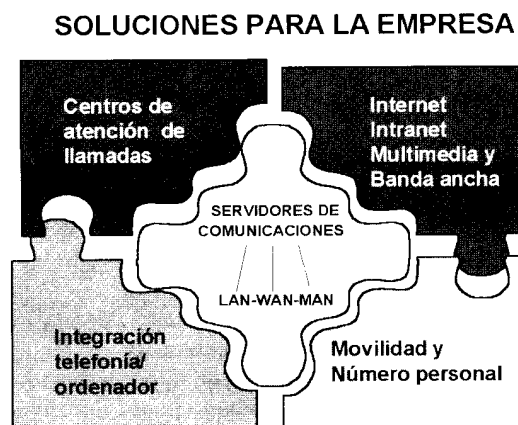 SOLUCIONES PARA LA EMPRESA
Centros de
atención de
llamadas
Internet
Intranet
Multimedia y
Banda ancha
SERVIDORES DE
COMUNICACIONES
LAN-WAN-MAN
Integración
telefonía/
ordenador
Movilidad y
Número personal